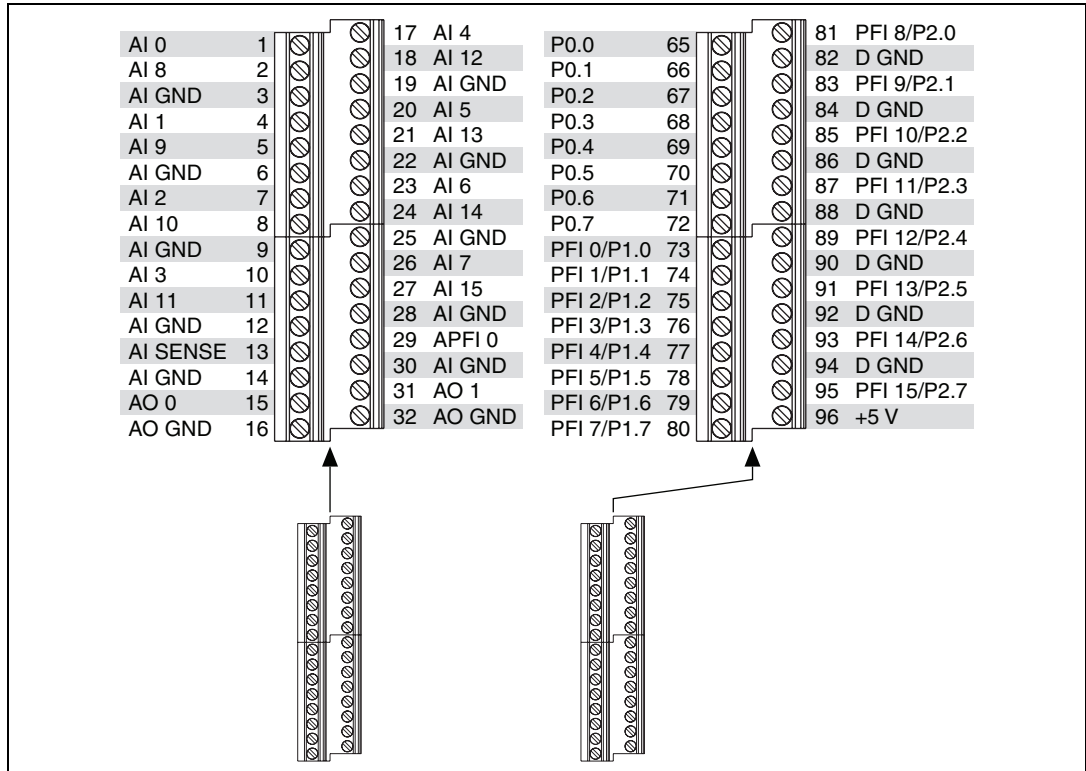 AI 0 1
AI 8 2
AI GND 3
AI 1 4
AI 9 5
AI GND 6
AI 2 7
AI 10 8
AI GND 9
AI 3 10
AI 11 11
AI GND 12
AI SENSE 13
AI GND 14
AO 0 15
AO GND 16
17 AI 4
18 AI 12
19 AI GND
20 AI 5
21 AI 13
22 AI GND
23 AI 6
24 AI 14
25 AI GND
26 AI 7
27 AI 15
28 AI GND
29 APFI 0
30 AI GND
31 AO 1
32 AO GND
P0.0 65
P0.1 66
P0.2 67
P0.3 68
P0.4 69
P0.5 70
P0.6 71
P0.7 72
PFI 0/P1.0 73
PFI 1/P1.1 74
PFI 2/P1.2 75
PFI 3/P1.3 76
PFI 4/P1.4 77
PFI 5/P1.5 78
PFI 6/P1.6 79
PFI 7/P1.7 80
81 PFI 8/P2.0
82 D GND
83 PFI 9/P2.1
84 D GND
85 PFI 10/P2.2
86 D GND
87 PFI 11/P2.3
88 D GND
89 PFI 12/P2.4
90 D GND
91 PFI 13/P2.5
92 D GND
93 PFI 14/P2.6
94 D GND
95 PFI 15/P2.7
96 +5 V